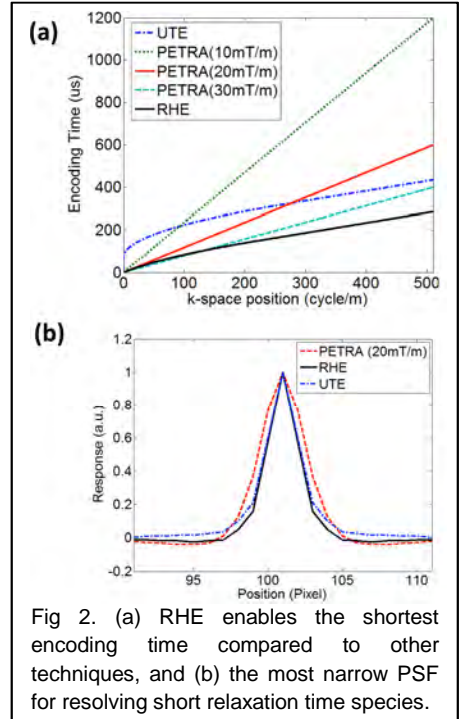 (a)
1200
1000
800
600
400
200
0
Encoding Time (us)
UTE
PETRA(10mT/m)
PETRA(20mT/m)
PETRA(30mT/m)
RHE
0 100 200 300 400 500
k-space position (cycle/m)
(b)
1.2
1
0.8
0.6
0.4
0.2
0
-0.2
Response (a.u.)
PETRA (20mT/m)
RHE
UTE
95 100 105 110
Position (Pixel)
Fig 2. (a) RHE enables the shortest
encoding time compared to other
techniques, and (b) the most narrow PSF
for resolving short relaxation time species.